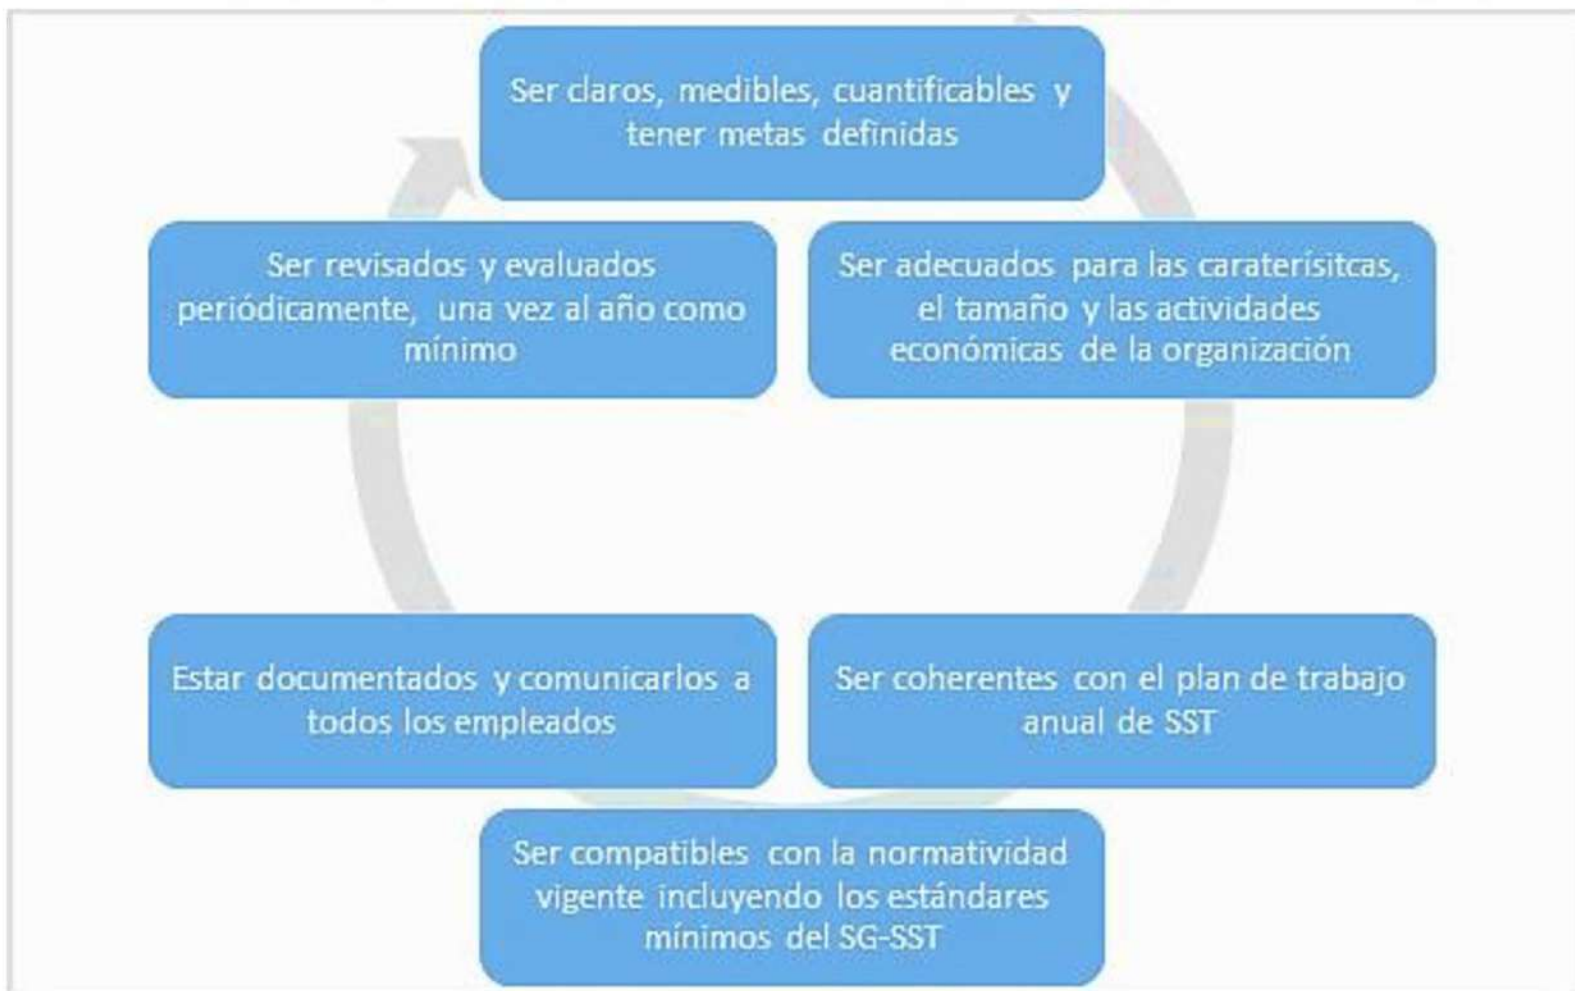 Ser claros, medibles, cuantificables y
tener metas definidas
Ser adecuados para las caraterísitcas,
el tamaño y las actividades
económicas de la organización
Ser coherentes con el plan de trabajo
anual de SST
Ser compatibles con la normatividad
vigente incluyendo los estándares
mínimos del SG-SST
Estar documentados y comunicarlos a
todos los empleados
Ser revisados y evaluados
periódicamente, una vez al año como
mínimo